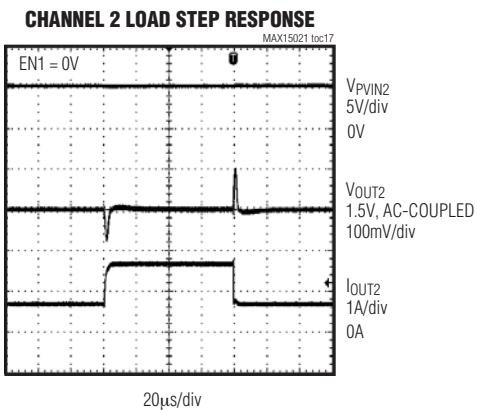 CHANNEL 2 LOAD STEP RESPONSE
MAX15021 toc17
EN1 = 0V
VPVIN2
5V/div
0V
VOUT2
1.5V, AC-COUPLED
100mV/div
IOUT2
1A/div
0A
20µs/div
T